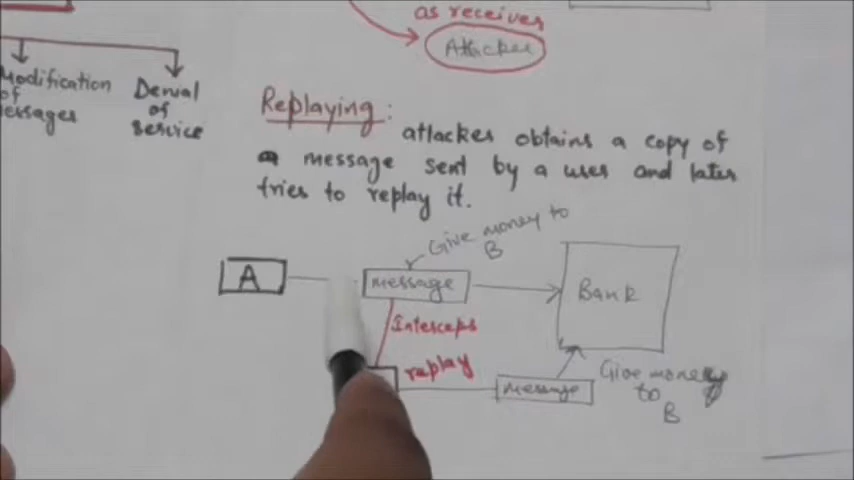 as receiver
Attacker
Modification
of
Messages
Denial
of
service
Replaying :
attacker obtains a copy of
a message sent by a user and later
tries to replay it.
Give money to
B
A
message
Bank
Intercepts
replay
message
Give money
to
B